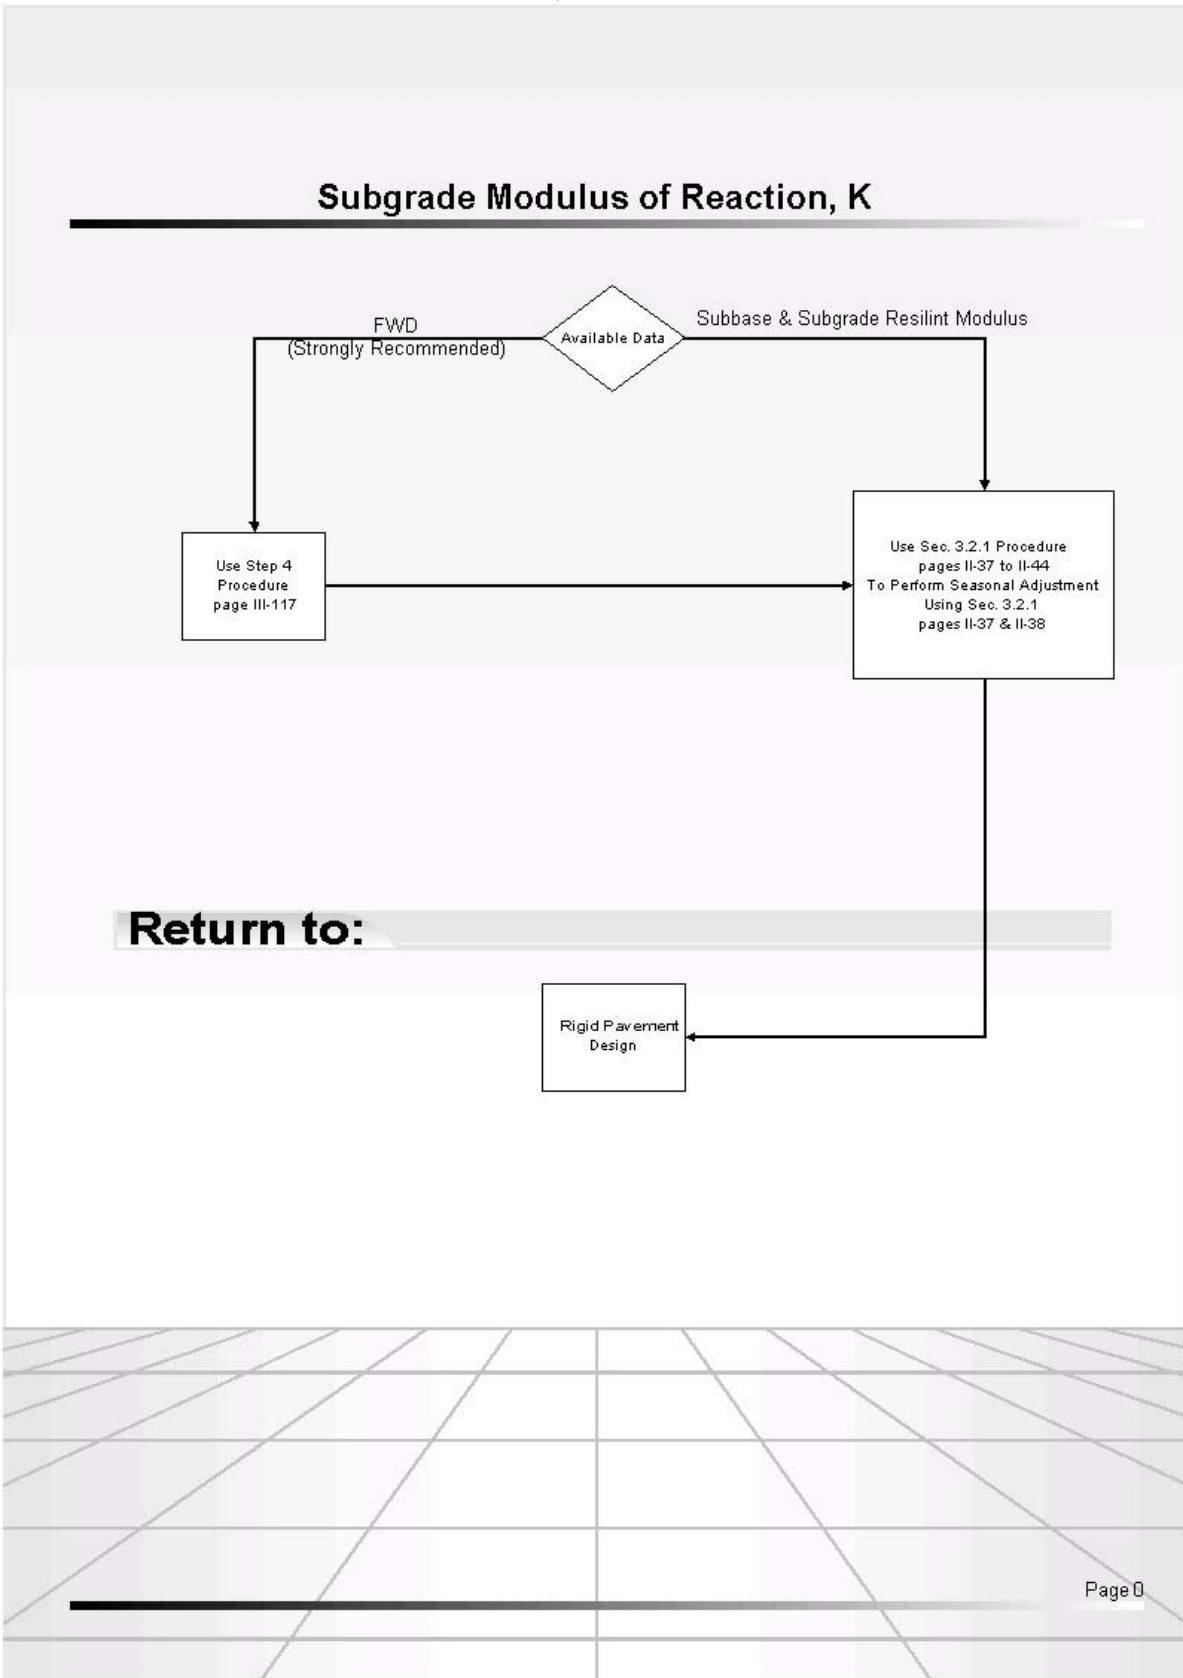 Subgrade Modulus of Reaction, K
FWD
(Strongly Recommended)
Available Data
Subbase & Subgrade Resilint Modulus
Use Step 4
Procedure
page III-117
Use Sec. 3.2.1 Procedure
pages II-37 to II-44
To Perform Seasonal Adjustment
Using Sec. 3.2.1
pages II-37 & II-38
Return to:
Rigid Pavement
Design
Page 0